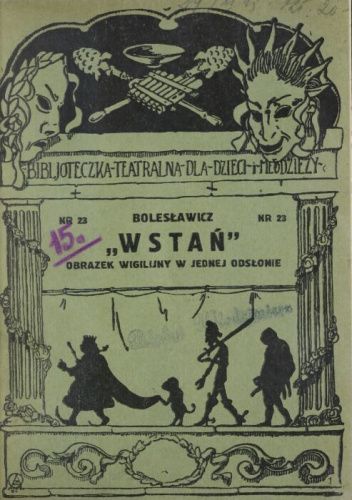 BIBLJOTECZKA-TEATRALNA-DLA-DZIECI-I-MŁODZIEŻY
NR 23 BOLESŁAWICZ NR 23
15.
„WSTAŃ”
OBRAZEK WIGILIJNY W JEDNEJ ODSŁONIE